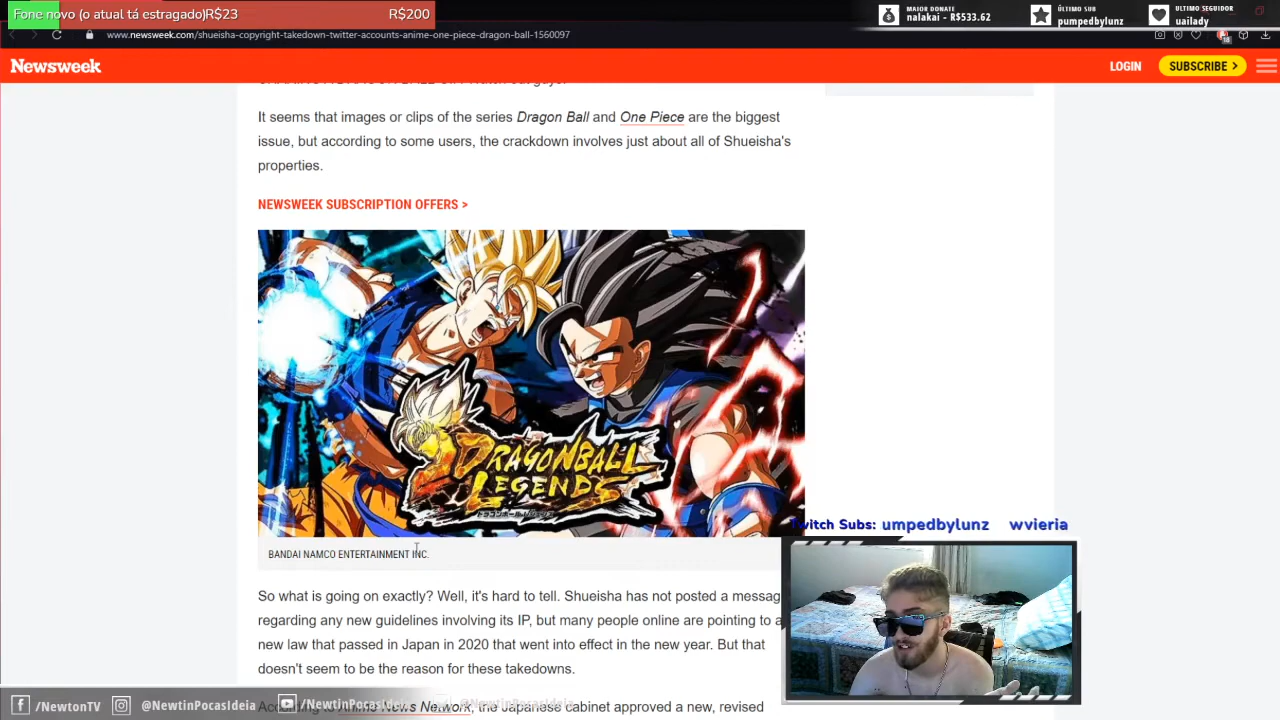 Fone novo (o atual tá estragado)R$23 R$200
MAIOR DONATE
nalakai - R$533.62
ÚLTIMO SUB
pumpedbylunz
ÚLTIMO SEGUIDOR
uailady
www.newsweek.com/shueisha-copyright-takedown-twitter-accounts-anime-one-piece-dragon-ball-1560097
18
Newsweek LOGIN SUBSCRIBE >
It seems that images or clips of the series Dragon Ball and One Piece are the biggest
issue, but according to some users, the crackdown involves just about all of Shueisha's
properties.
NEWSWEEK SUBSCRIPTION OFFERS >
DRAGONBALL
LEGENDS
BANDAI NAMCO ENTERTAINMENT INC.
Twitch Subs: umpedbylunz wvieria
So what is going on exactly? Well, it's hard to tell. Shueisha has not posted a messag
regarding any new guidelines involving its IP, but many people online are pointing to a
new law that passed in Japan in 2020 that went into effect in the new year. But that
doesn't seem to be the reason for these takedowns.
According to Anime News Network, the Japanese cabinet approved a new, revised
/NewtonTV @NewtinPocasIdeia /NewtinPocasIdeia @NewtinPocasIdeia